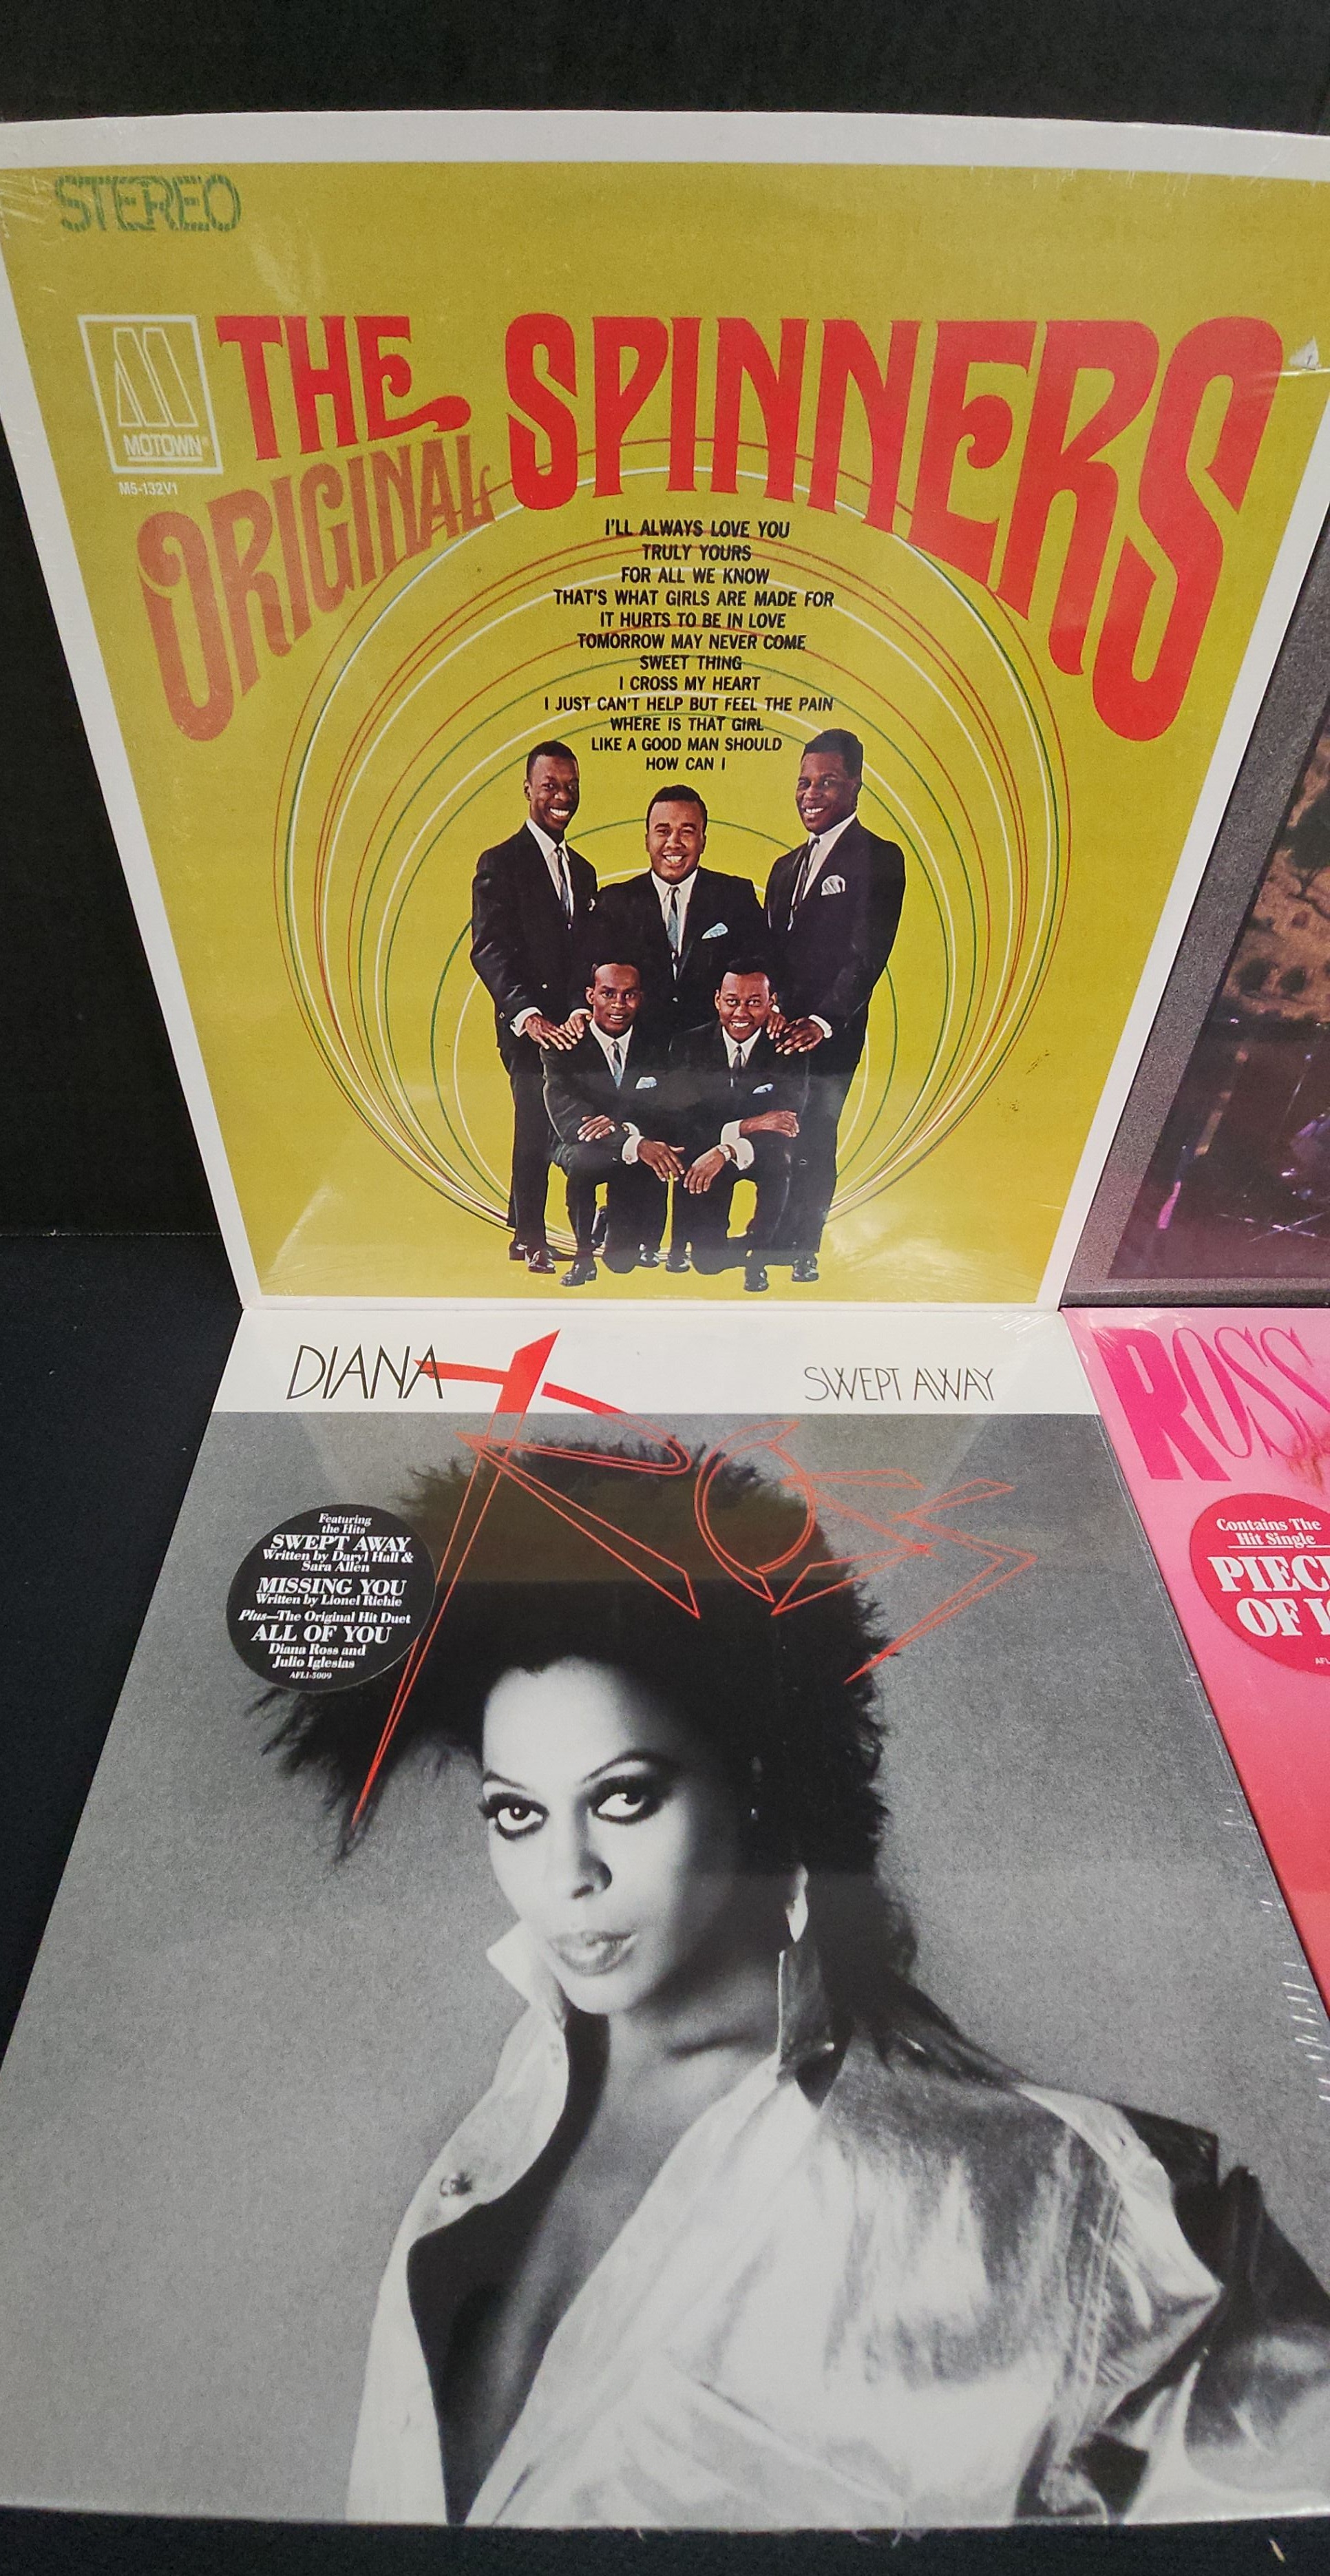 STEREO
MOTOWN®
M5-132V1
THE ORIGINAL SPINNERS
I'LL ALWAYS LOVE YOU
TRULY YOURS
FOR ALL WE KNOW
THAT'S WHAT GIRLS ARE MADE FOR
IT HURTS TO BE IN LOVE
TOMORROW MAY NEVER COME
SWEET THING
I CROSS MY HEART
I JUST CAN'T HELP BUT FEEL THE PAIN
WHERE IS THAT GIRL
LIKE A GOOD MAN SHOULD
HOW CAN I
DIANA ROSS
SWEPT AWAY
Featuring
the Hits
SWEPT AWAY
Written by Daryl Hall &
Sara Allen
MISSING YOU
Written by Lionel Richie
Plus—The Original Hit Duet
ALL OF YOU
Diana Ross and
Julio Iglesias
AFL1-5009
ROSS
Contains The
Hit Single
OF